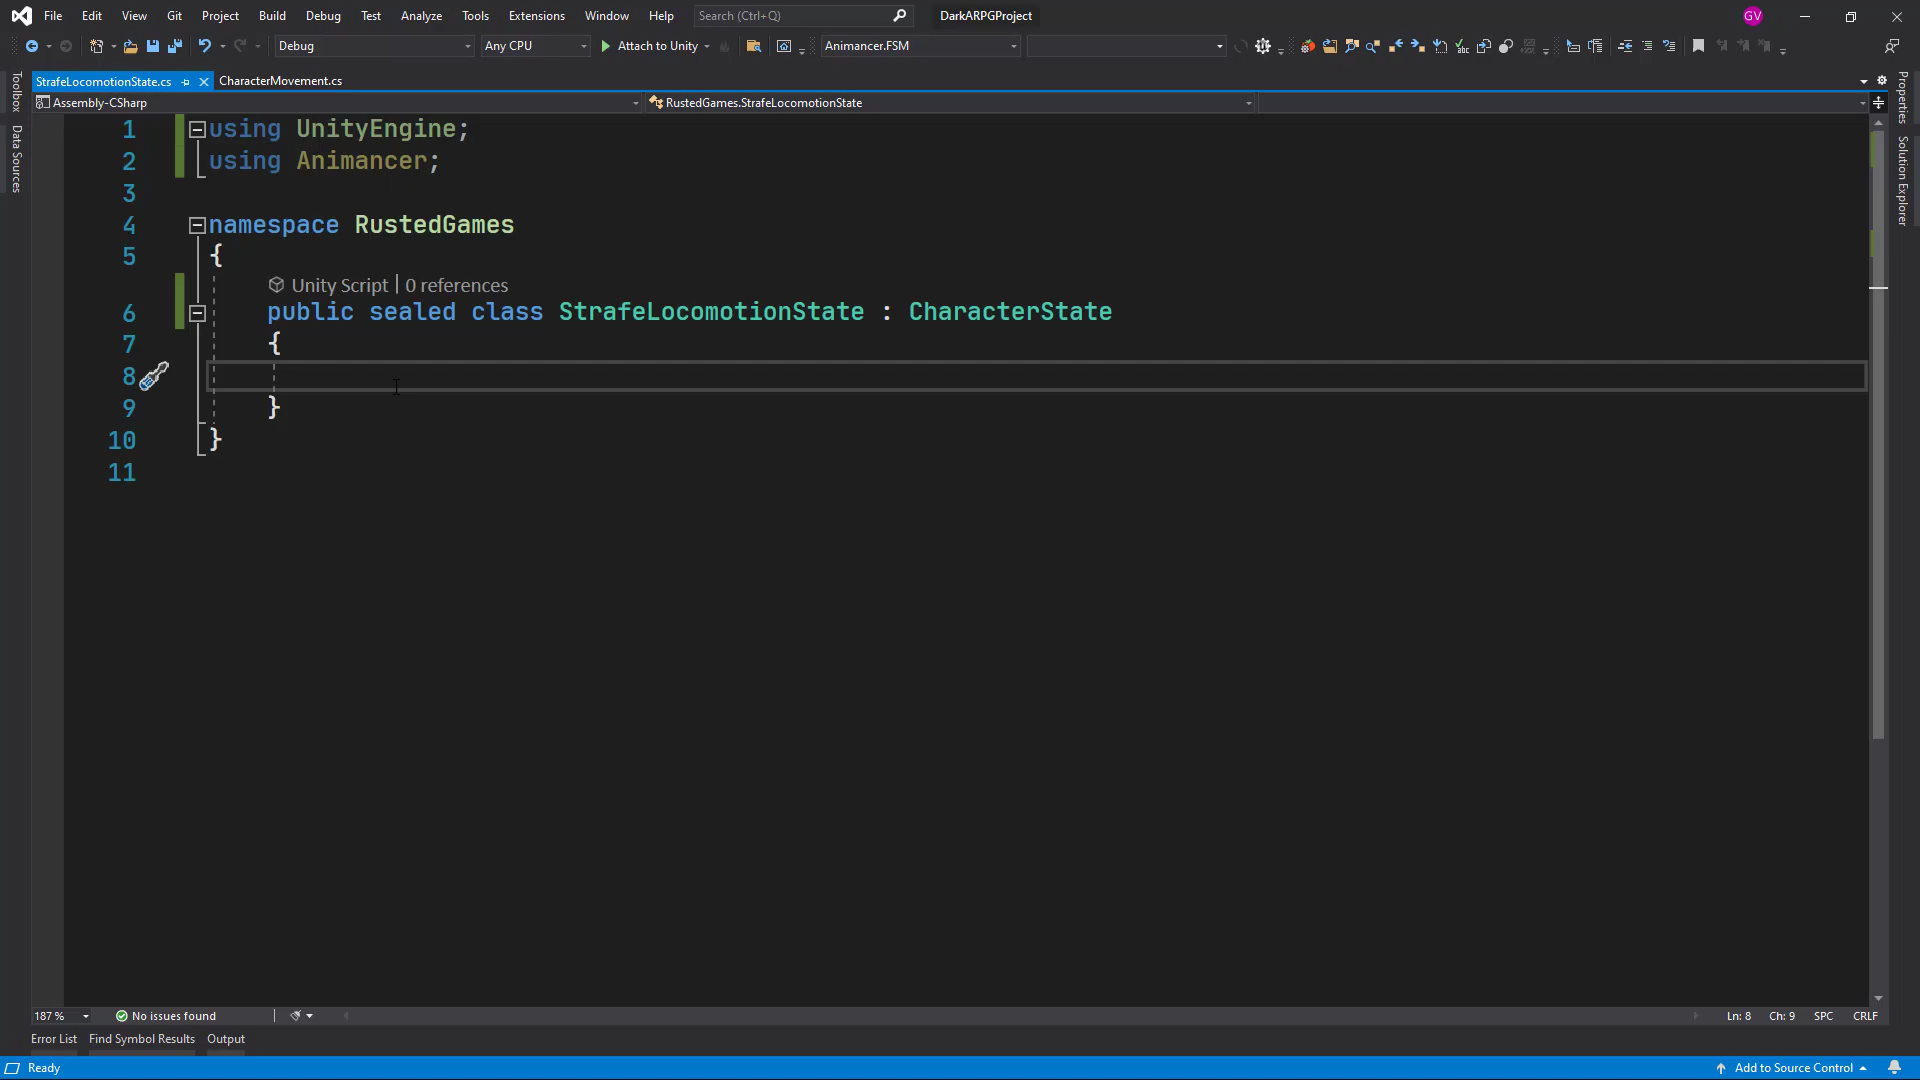 File Edit View Git Project Build Debug Test Analyze Tools Extensions Window Help Search (Ctrl+Q) DarkARPGProject GV
Debug Any CPU Attach to Unity Animancer.FSM
StrafeLocomotionState.cs CharacterMovement.cs
Assembly-CSharp RustedGames.StrafeLocomotionState
Toolbox
Data Sources
Properties
Solution Explorer
1 using UnityEngine;
2 using Animancer;
3
4 namespace RustedGames
5 {
Unity Script | 0 references
6 public sealed class StrafeLocomotionState : CharacterState
7 {
8
9 }
10 }
11
187 % No issues found Ln: 8 Ch: 9 SPC CRLF
Error List Find Symbol Results Output
Ready Add to Source Control